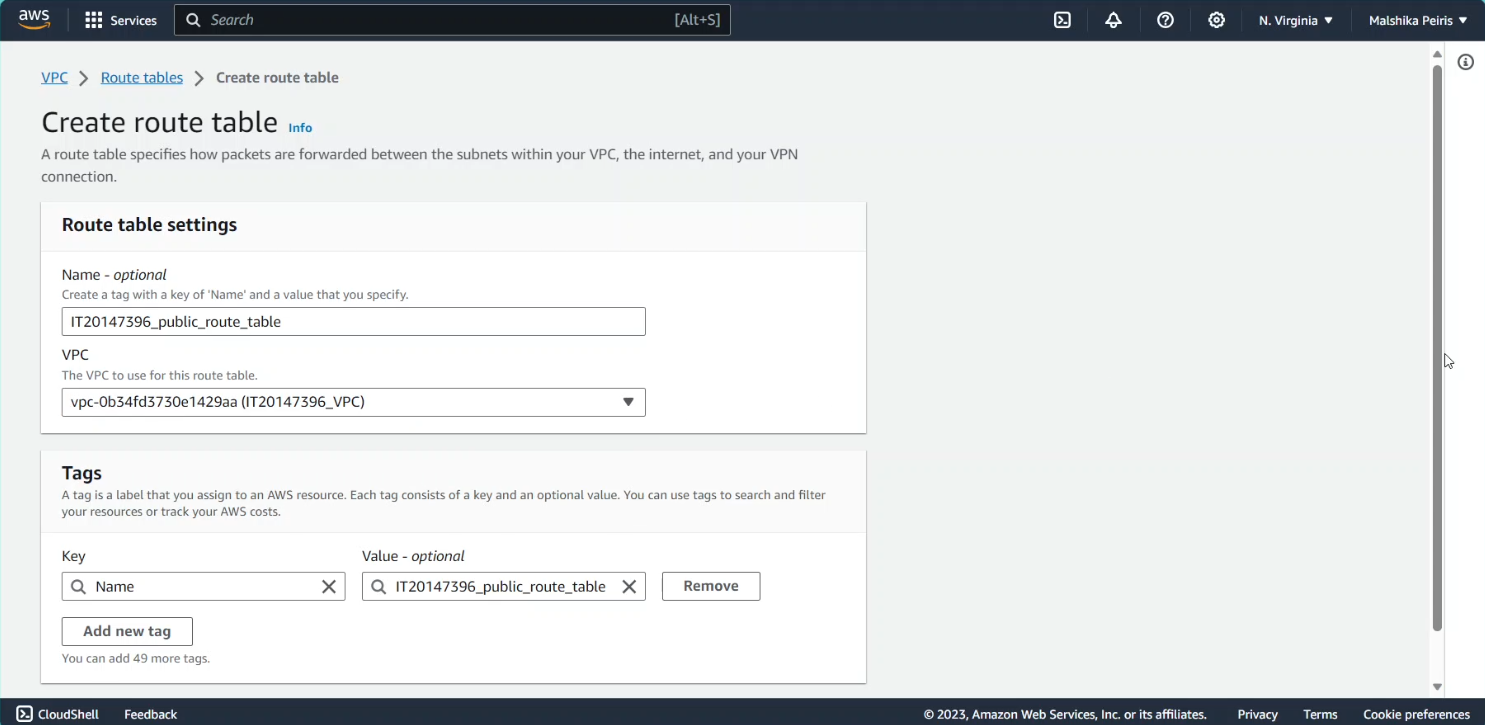 aws Services Search [Alt+S] N. Virginia Malshika Peiris
VPC Route tables Create route table
Create route table Info
A route table specifies how packets are forwarded between the subnets within your VPC, the internet, and your VPN
connection.
Route table settings
Name - optional
Create a tag with a key of 'Name' and a value that you specify.
IT20147396_public_route_table
VPC
The VPC to use for this route table.
vpc-0b34fd3730e1429aa (IT20147396_VPC)
Tags
A tag is a label that you assign to an AWS resource. Each tag consists of a key and an optional value. You can use tags to search and filter
your resources or track your AWS costs.
Key Value - optional
Name IT20147396_public_route_table Remove
Add new tag
You can add 49 more tags.
CloudShell Feedback © 2023, Amazon Web Services, Inc. or its affiliates. Privacy Terms Cookie preferences